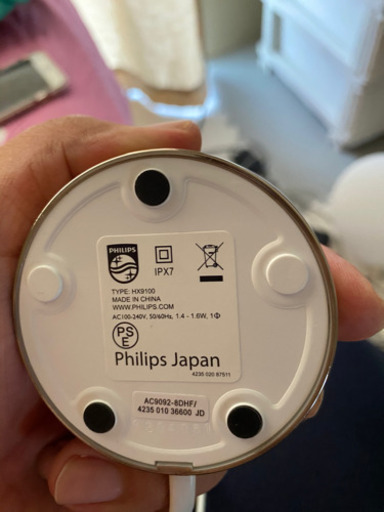 PHILIPS
IPX7
TYPE: HX9100
MADE IN CHINA
WWW.PHILIPS.COM
AC100-240V, 50/60Hz, 1.4 - 1.6W, 1Φ
PS
E
Philips Japan
4235 020 87511
AC9092-8DHF/
4235 010 36600 JD